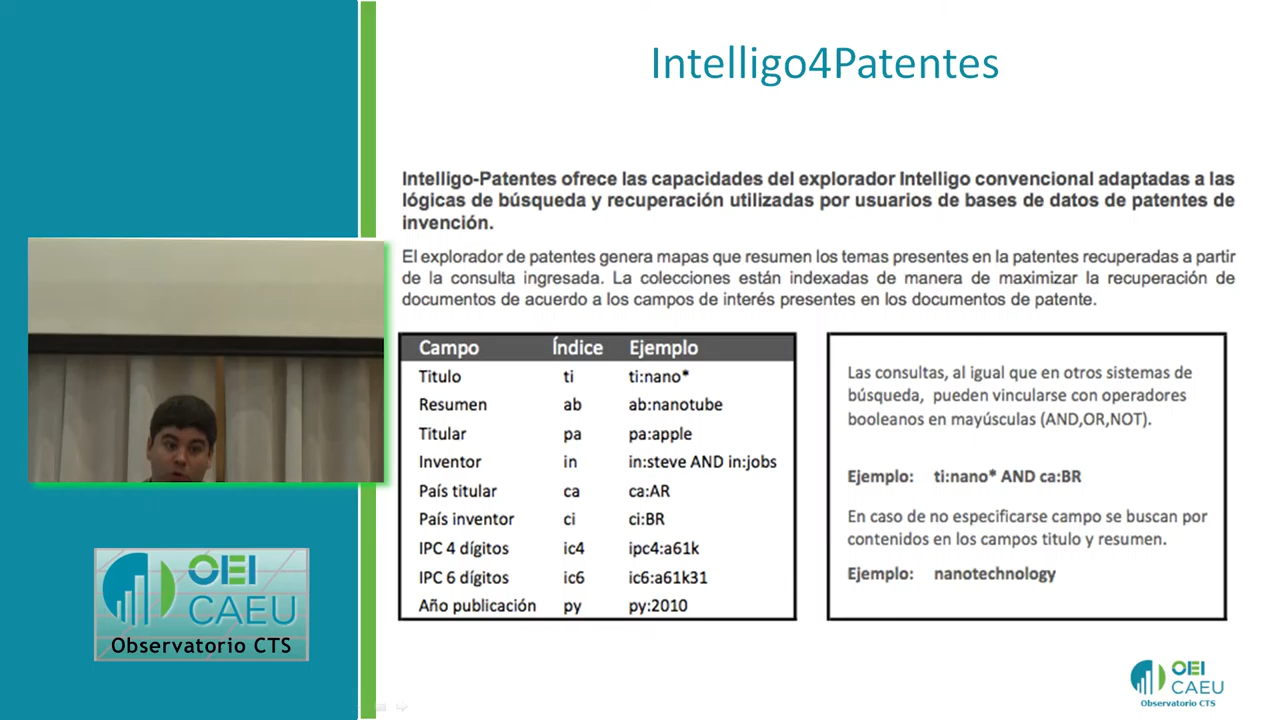 Intelligo4Patentes
Intelligo-Patentes ofrece las capacidades del explorador Intelligo convencional adaptadas a las
lógicas de búsqueda y recuperación utilizadas por usuarios de bases de datos de patentes de
invención.
El explorador de patentes genera mapas que resumen los temas presentes en la patentes recuperadas a partir
de la consulta ingresada. La colecciones están indexadas de manera de maximizar la recuperación de
documentos de acuerdo a los campos de interés presentes en los documentos de patente.
Campo Índice Ejemplo
Titulo ti ti:nano*
Resumen ab ab:nanotube
Titular pa pa:apple
Inventor in in:steve AND in:jobs
País titular ca ca:AR
País inventor ci ci:BR
IPC 4 dígitos ic4 ipc4:a61k
IPC 6 dígitos ic6 ic6:a61k31
Año publicación py py:2010
Las consultas, al igual que en otros sistemas de
búsqueda, pueden vincularse con operadores
booleanos en mayúsculas (AND,OR,NOT).
Ejemplo: ti:nano* AND ca:BR
En caso de no especificarse campo se buscan por
contenidos en los campos titulo y resumen.
Ejemplo: nanotechnology
OEI
CAEU
Observatorio CTS
OEI
CAEU
Observatorio CTS